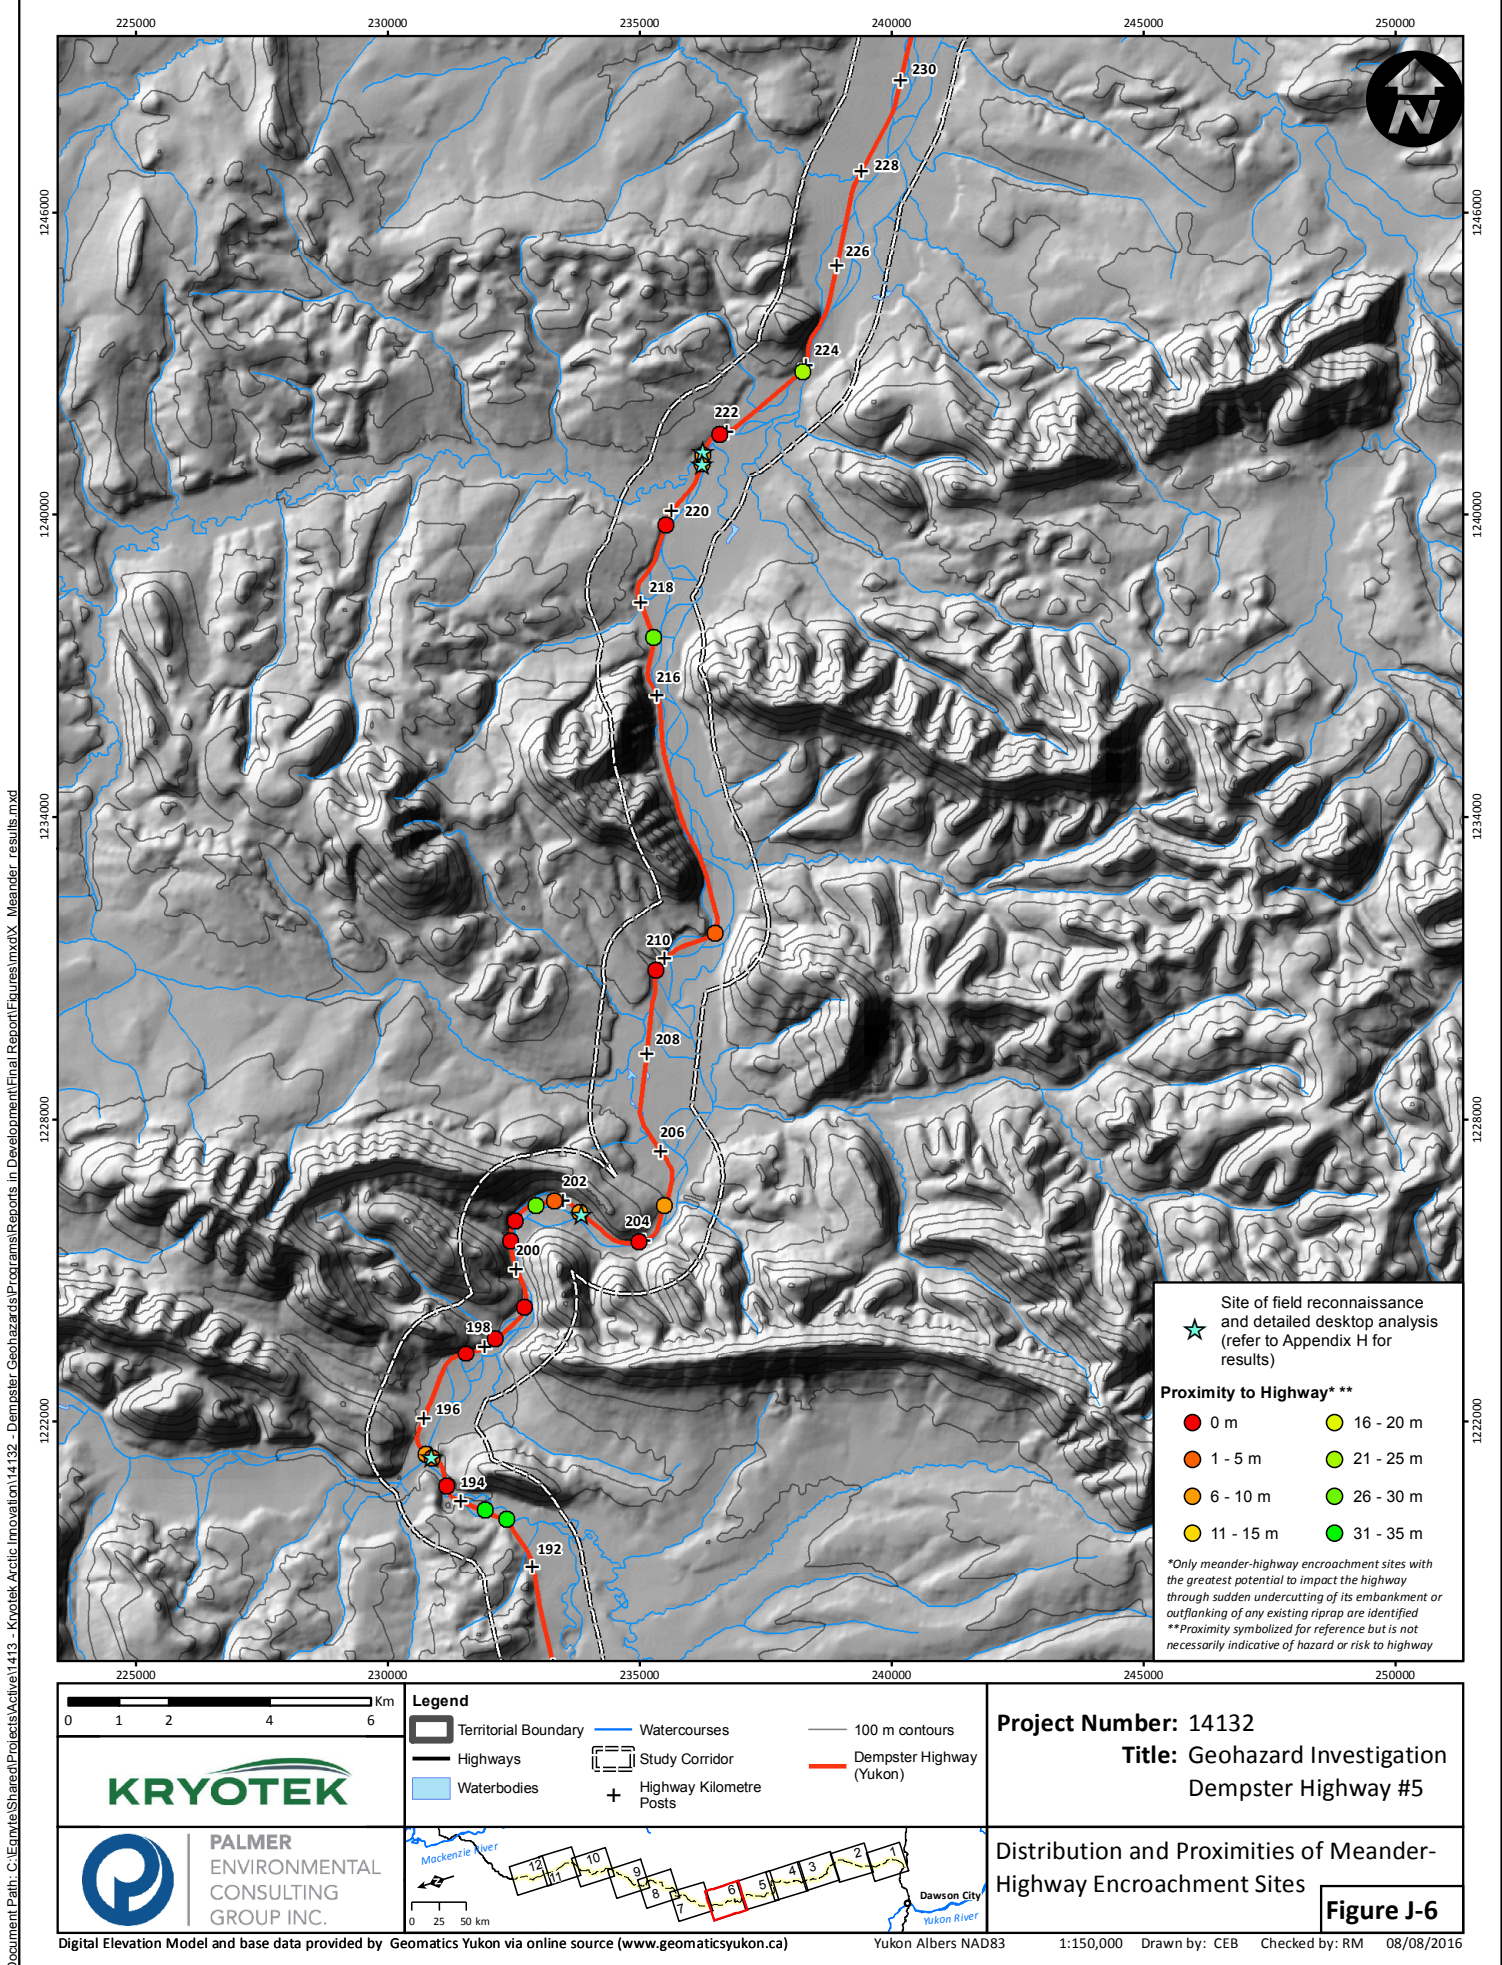 225000
230000
235000
240000
245000
250000
1246000
1240000
1234000
1228000
1222000
1246000
1240000
1234000
1228000
1222000
N
230
228
226
224
222
220
218
216
210
208
206
202
204
200
198
196
194
192
Site of field reconnaissance
and detailed desktop analysis
(refer to Appendix H for
results)
Proximity to Highway* **
0 m
16 - 20 m
1 - 5 m
21 - 25 m
6 - 10 m
26 - 30 m
11 - 15 m
31 - 35 m
*Only meander-highway encroachment sites with
the greatest potential to impact the highway
through sudden undercutting of its embankment or
outflanking of any existing riprap are identified
**Proximity symbolized for reference but is not
necessarily indicative of hazard or risk to highway
225000
230000
235000
240000
245000
250000
Document Path: C:\Egnyte\Shared\Projects\Active\1413 - Kryotek Arctic Innovation\14132 - Dempster Geohazards\Programs\Reports in Development\Final Report\Figures\mxd\X_Meander results.mxd
Km
0 1 2 4 6
KRYOTEK
PALMER
ENVIRONMENTAL
CONSULTING
GROUP INC.
Legend
Territorial Boundary
Watercourses
100 m contours
Highways
Study Corridor
Dempster Highway
(Yukon)
Waterbodies
Highway Kilometre
Posts
Mackenzie River
N
0 25 50 km
12
11
10
9
8
7
6
5
4
3
2
1
Dawson City
Yukon River
Project Number: 14132
Title: Geohazard Investigation
Dempster Highway #5
Distribution and Proximities of Meander-
Highway Encroachment Sites
Figure J-6
Digital Elevation Model and base data provided by Geomatics Yukon via online source (www.geomaticsyukon.ca)
Yukon Albers NAD83
1:150,000
Drawn by: CEB
Checked by: RM
08/08/2016